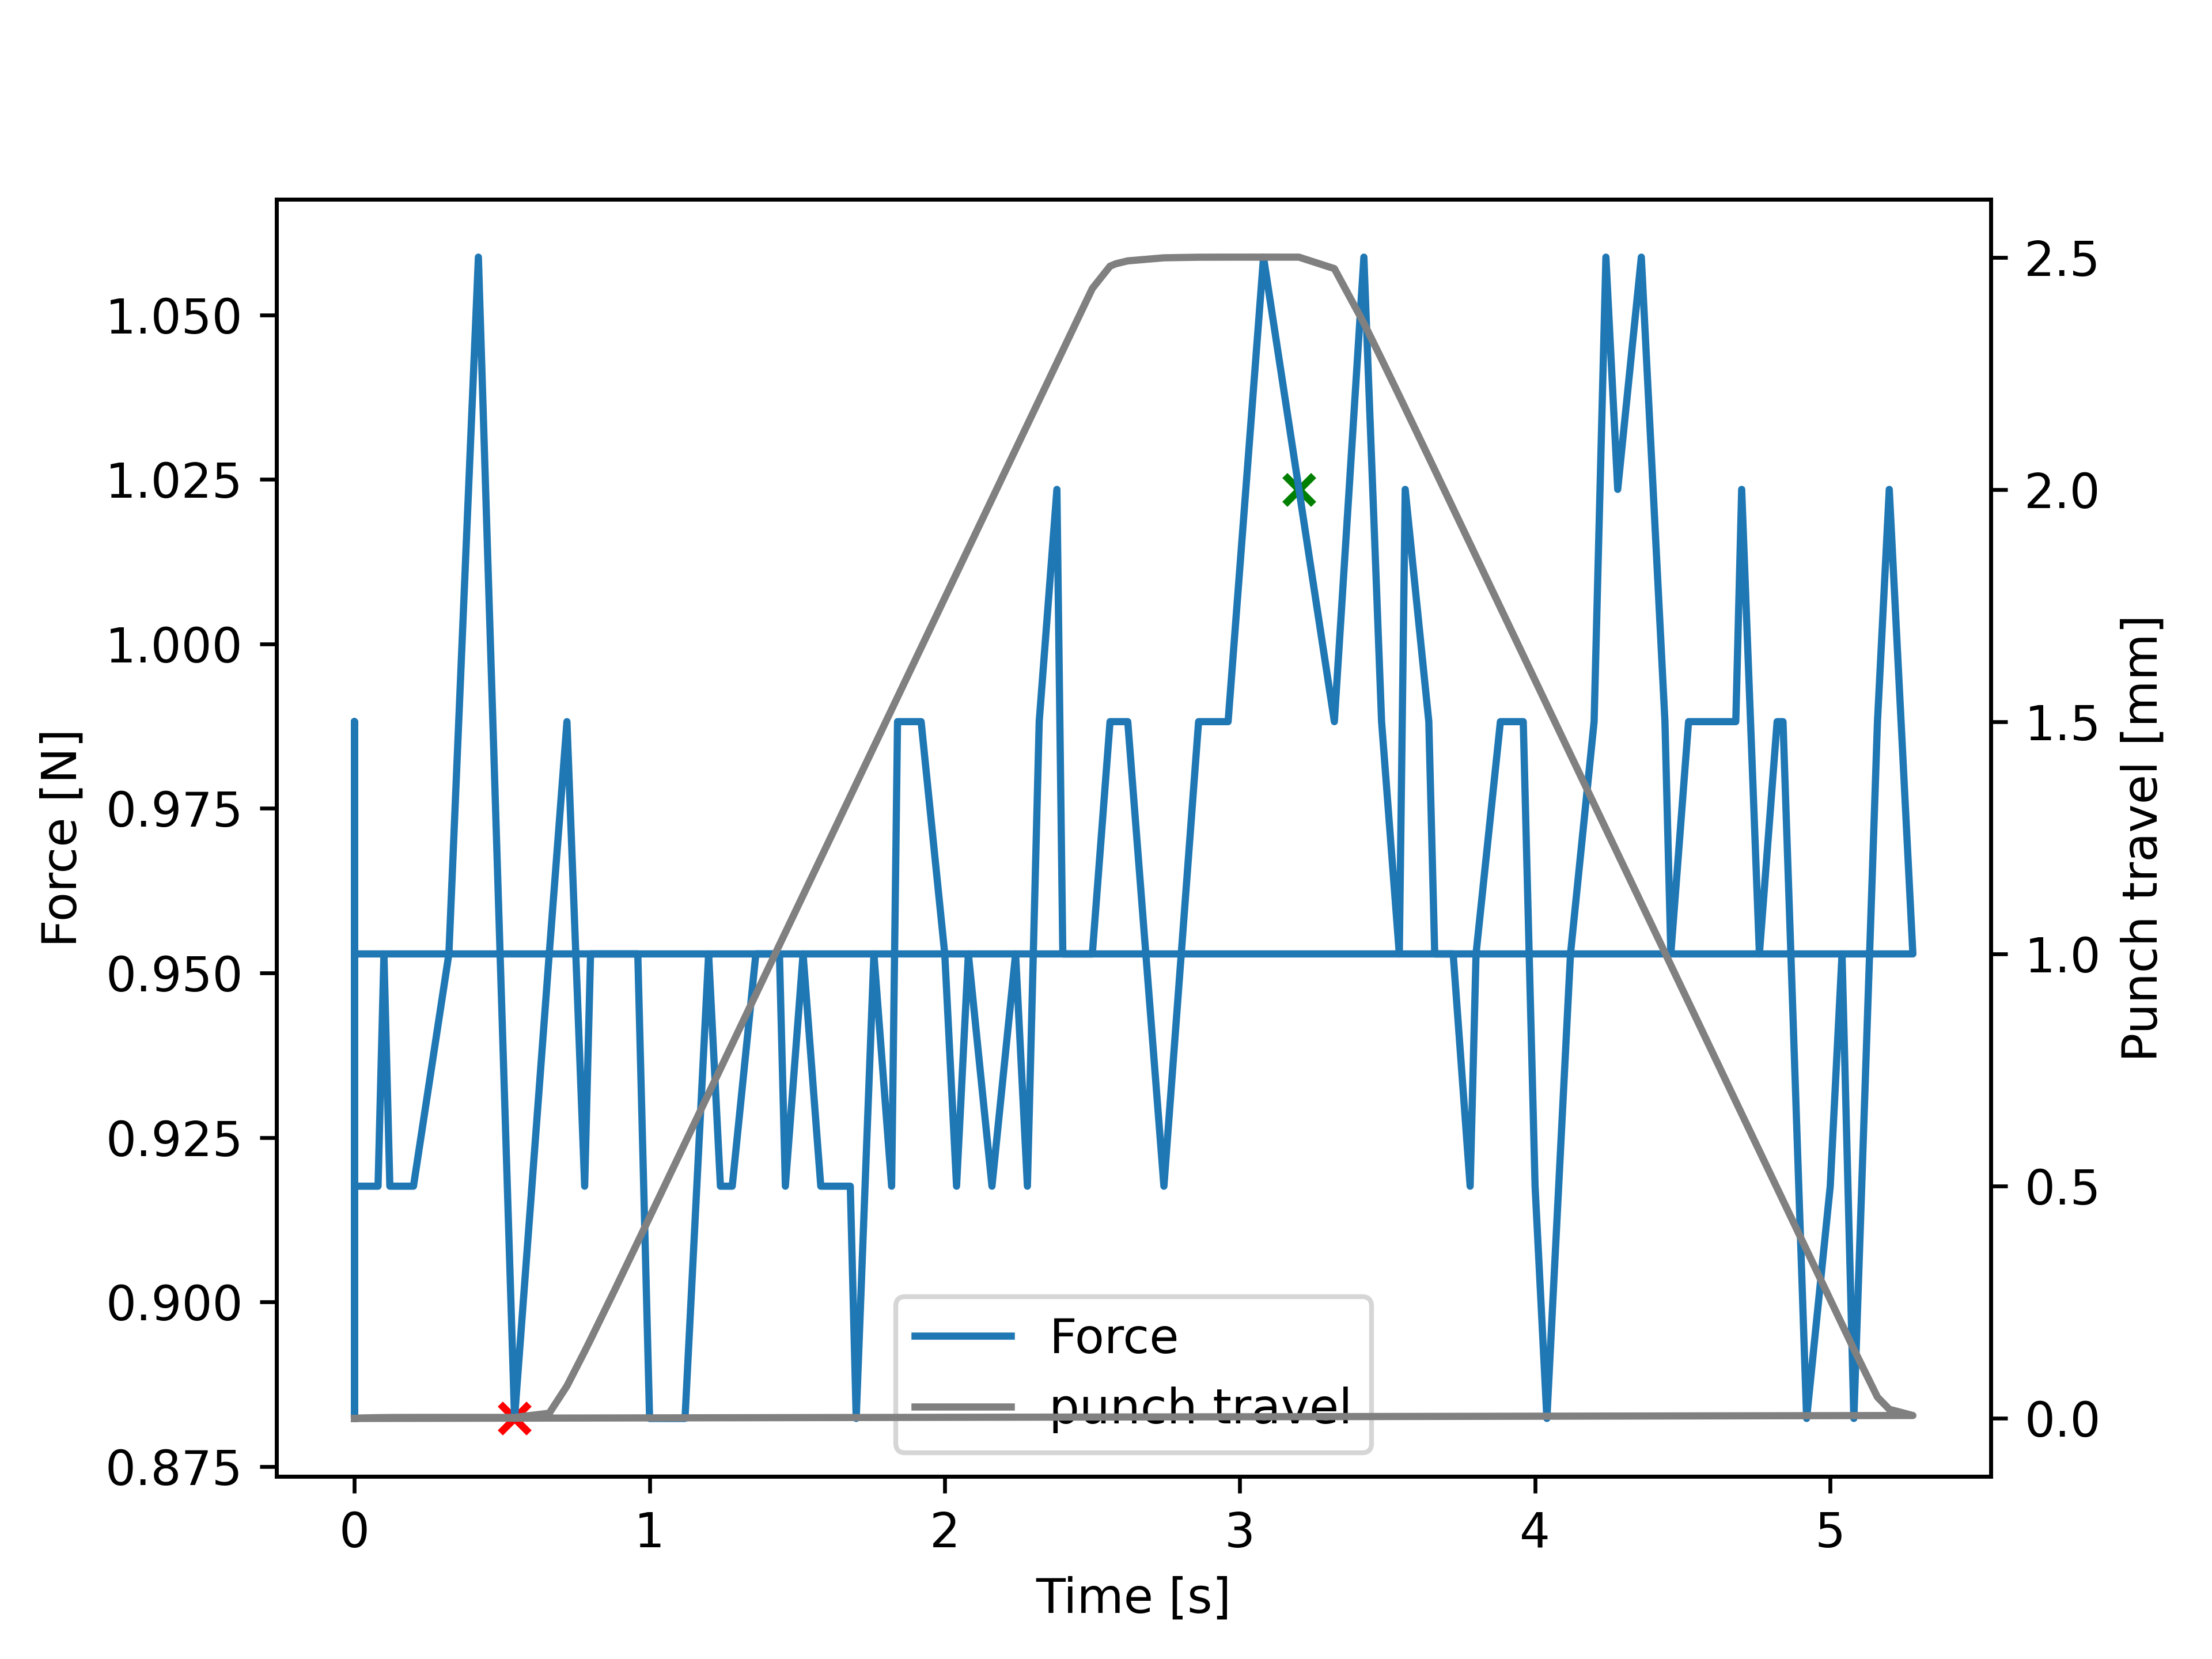 1.050
1.025
1.000
0.975
0.950
0.925
0.900
0.875
Force [N]
2.5
2.0
1.5
1.0
0.5
0.0
Punch travel [mm]
Force
punch travel
0 1 2 3 4 5
Time [s]